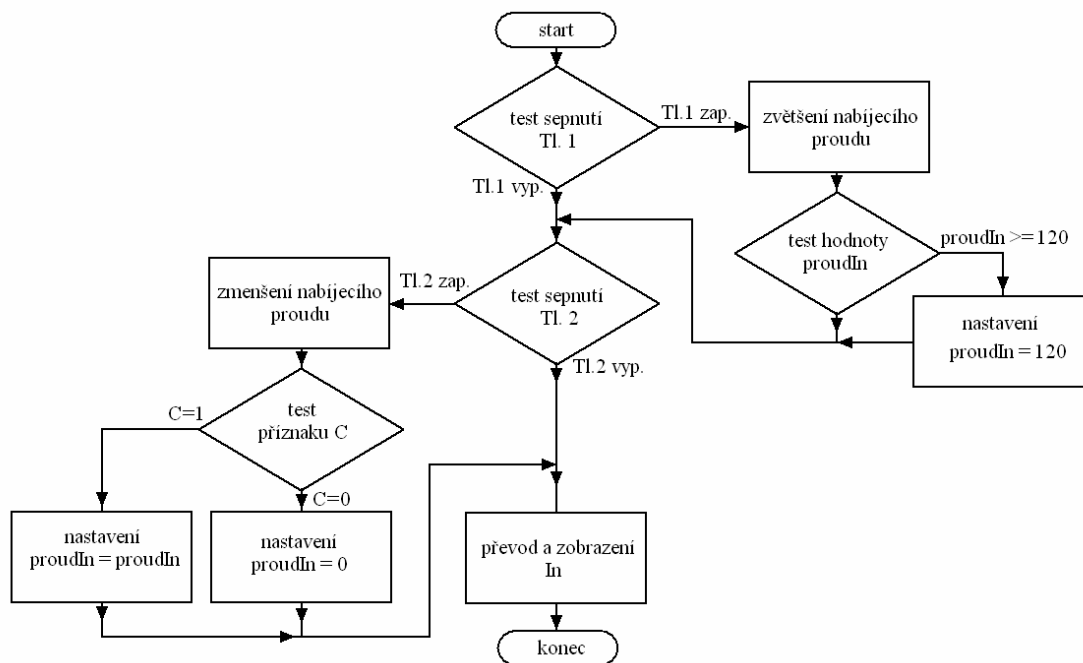 start
test sepnutí
Tl. 1
Tl.1 zap.
zvětšení nabíjecího
proudu
Tl.1 vyp.
test hodnoty
proudIn
proudIn >= 120
nastavení
proudIn = 120
test sepnutí
Tl. 2
Tl.2 zap.
zmenšení nabíjecího
proudu
Tl.2 vyp.
test
příznaku C
C=1
C=0
nastavení
proudIn = proudIn
nastavení
proudIn = 0
převod a zobrazení
In
konec